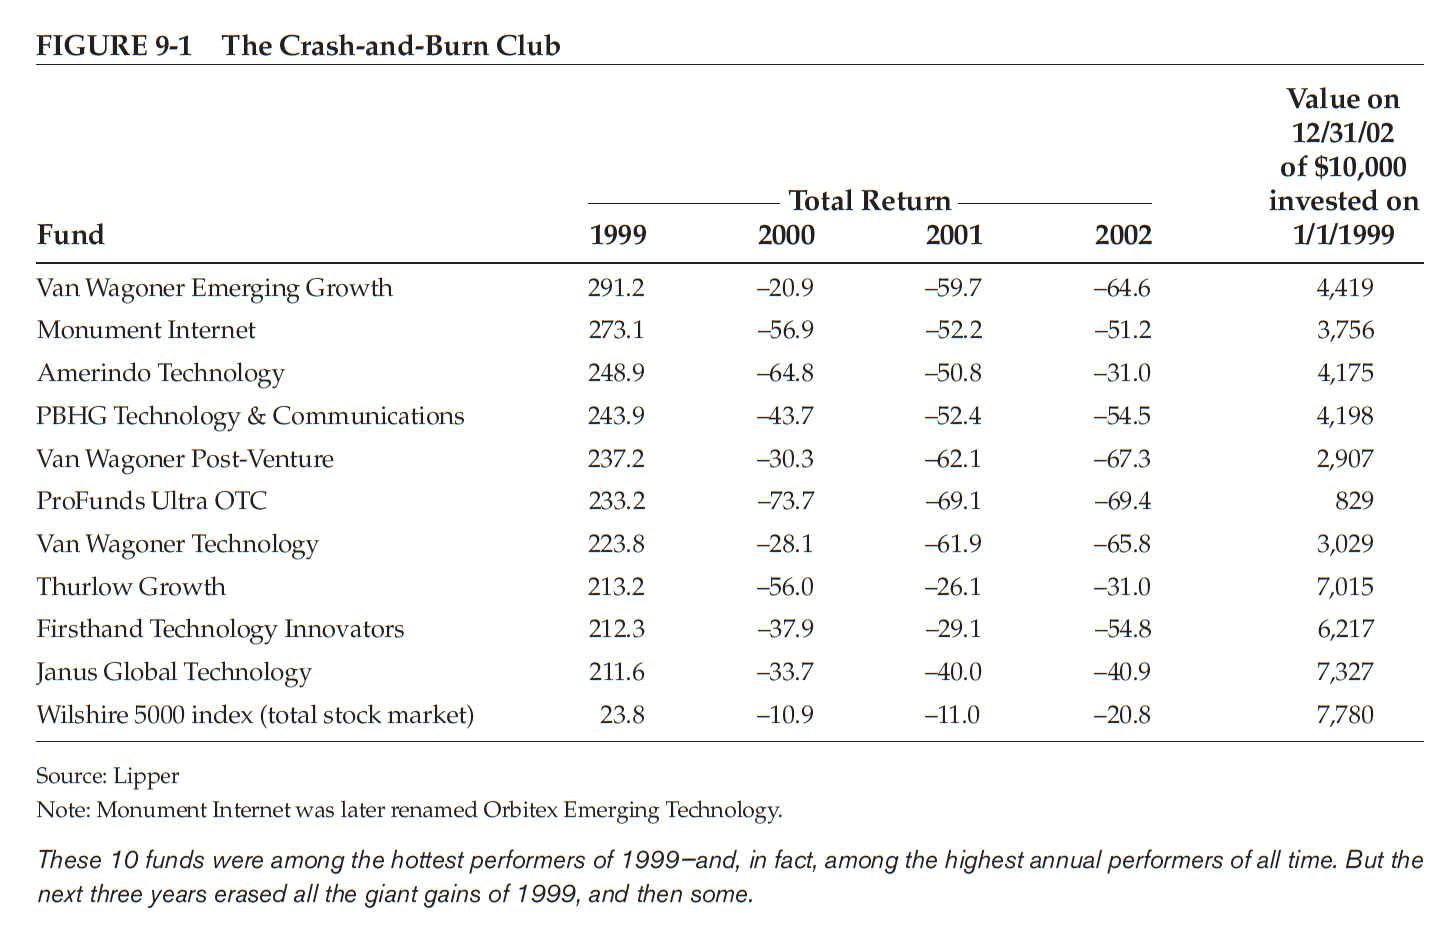 FIGURE 9-1 The Crash-and-Burn Club
Value on
12/31/02
of $10,000
Total Return invested on
Fund 1999 2000 2001 2002 1/1/1999
Van Wagoner Emerging Growth 291.2 –20.9 –59.7 –64.6 4,419
Monument Internet 273.1 –56.9 –52.2 –51.2 3,756
Amerindo Technology 248.9 –64.8 –50.8 –31.0 4,175
PBHG Technology & Communications 243.9 –43.7 –52.4 –54.5 4,198
Van Wagoner Post-Venture 237.2 –30.3 –62.1 –67.3 2,907
ProFunds Ultra OTC 233.2 –73.7 –69.1 –69.4 829
Van Wagoner Technology 223.8 –28.1 –61.9 –65.8 3,029
Thurlow Growth 213.2 –56.0 –26.1 –31.0 7,015
Firsthand Technology Innovators 212.3 –37.9 –29.1 –54.8 6,217
Janus Global Technology 211.6 –33.7 –40.0 –40.9 7,327
Wilshire 5000 index (total stock market) 23.8 –10.9 –11.0 –20.8 7,780
Source: Lipper
Note: Monument Internet was later renamed Orbitex Emerging Technology.
These 10 funds were among the hottest performers of 1999—and, in fact, among the highest annual performers of all time. But the
next three years erased all the giant gains of 1999, and then some.